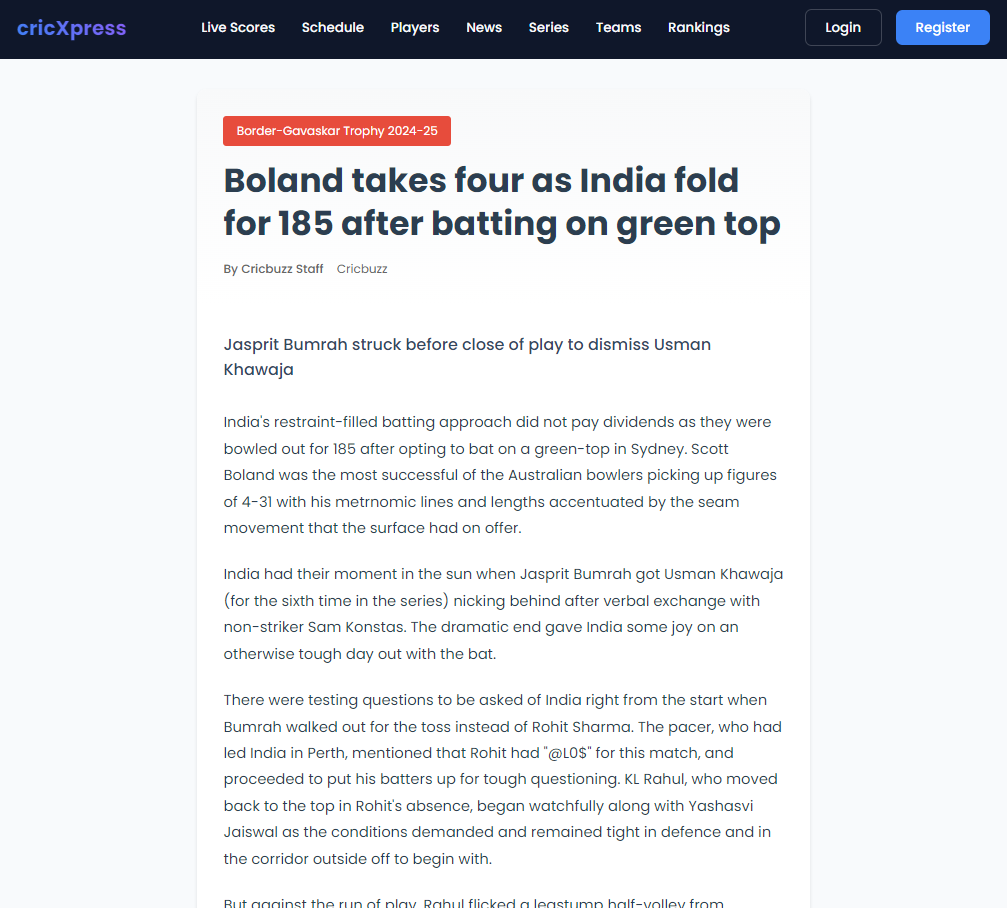 cricXpress
Live Scores Schedule Players News Series Teams Rankings Login Register
Border-Gavaskar Trophy 2024-25
Boland takes four as India fold
for 185 after batting on green top
By Cricbuzz Staff Cricbuzz
Jasprit Bumrah struck before close of play to dismiss Usman
Khawaja
India's restraint-filled batting approach did not pay dividends as they were
bowled out for 185 after opting to bat on a green-top in Sydney. Scott
Boland was the most successful of the Australian bowlers picking up figures
of 4-31 with his metrnomic lines and lengths accentuated by the seam
movement that the surface had on offer.
India had their moment in the sun when Jasprit Bumrah got Usman Khawaja
(for the sixth time in the series) nicking behind after verbal exchange with
non-striker Sam Konstas. The dramatic end gave India some joy on an
otherwise tough day out with the bat.
There were testing questions to be asked of India right from the start when
Bumrah walked out for the toss instead of Rohit Sharma. The pacer, who had
led India in Perth, mentioned that Rohit had "@L0$" for this match, and
proceeded to put his batters up for tough questioning. KL Rahul, who moved
back to the top in Rohit's absence, began watchfully along with Yashasvi
Jaiswal as the conditions demanded and remained tight in defence and in
the corridor outside off to begin with.
But against the run of play, Rahul flicked a legstump half-volley from